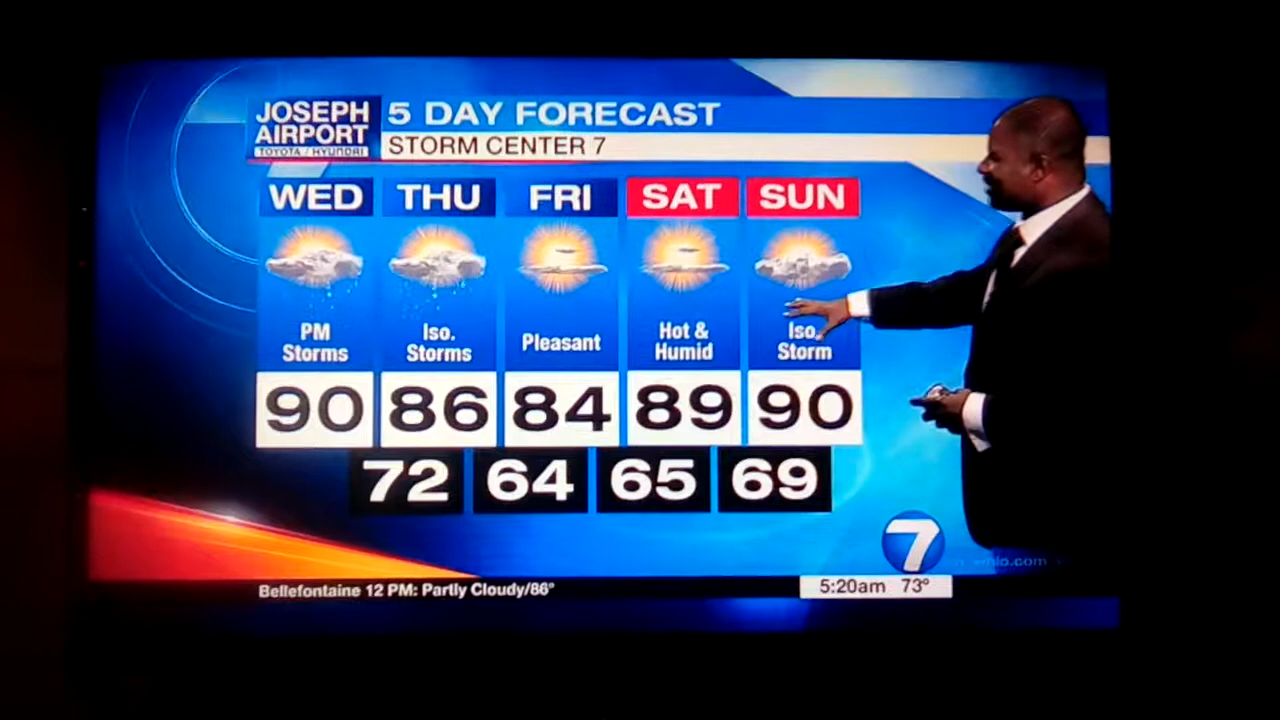 JOSEPH
AIRPORT
TOYOTA / HYUNDAI
5 DAY FORECAST
STORM CENTER 7
WED THU FRI SAT SUN
PM Storms
Iso. Storms
Pleasant
Hot & Humid
Iso. Storm
90 86 84 89 90
72 64 65 69
7
whio.com
Bellefontaine 12 PM: Partly Cloudy/86°
5:20am 73°